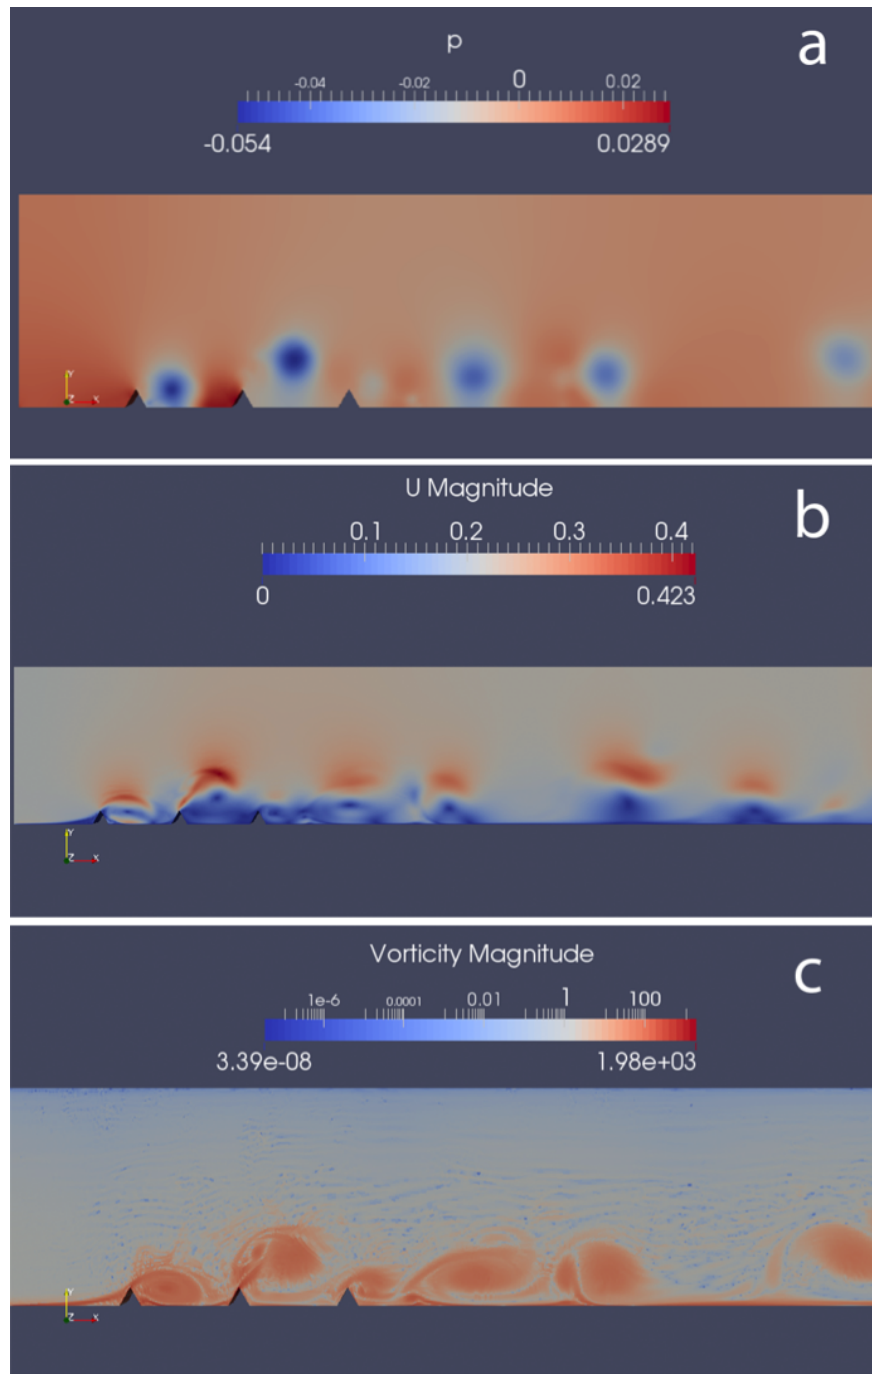 p
a
-0.04 -0.02 0 0.02
-0.054 0.0289
Y
Z X
U Magnitude
b
0.1 0.2 0.3 0.4
0 0.423
Y
Z X
Vorticity Magnitude
c
1e-6 0.0001 0.01 1 100
3.39e-08 1.98e+03
Y
Z X